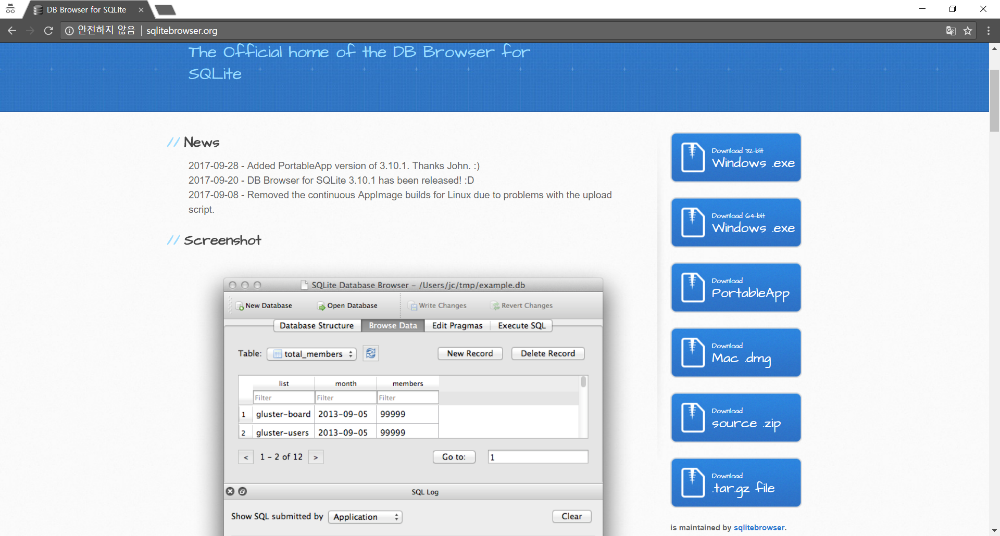 DB Browser for SQLite
안전하지 않음 | sqlitebrowser.org
The Official home of the DB Browser for
SQLite
// News
2017-09-28 - Added PortableApp version of 3.10.1. Thanks John. :)
2017-09-20 - DB Browser for SQLite 3.10.1 has been released! :D
2017-09-08 - Removed the continuous AppImage builds for Linux due to problems with the upload
script.
// Screenshot
SQLite Database Browser - /Users/jc/tmp/example.db
New Database Open Database Write Changes Revert Changes
Database Structure Browse Data Edit Pragmas Execute SQL
Table: total_members New Record Delete Record
list month members
Filter Filter Filter
1 gluster-board 2013-09-05 99999
2 gluster-users 2013-09-05 99999
< 1 - 2 of 12 > Go to: 1
SQL Log
Show SQL submitted by Application Clear
Download 32-bit
Windows .exe
Download 64-bit
Windows .exe
Download
PortableApp
Download
Mac .dmg
Download
source .zip
Download
.tar.gz file
is maintained by sqlitebrowser.